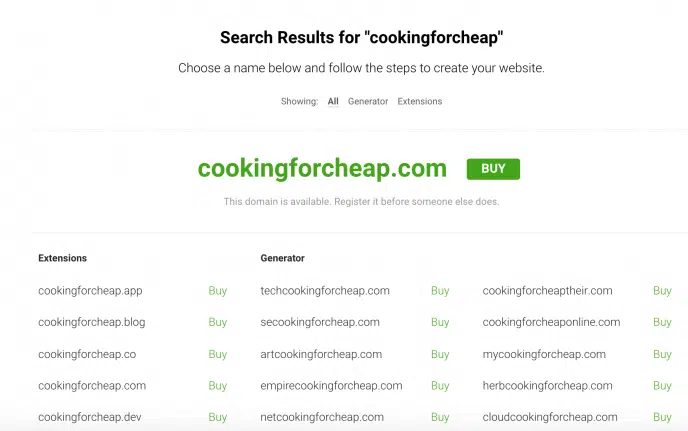 Search Results for "cookingforcheap"
Choose a name below and follow the steps to create your website.
Showing: All Generator Extensions
cookingforcheap.com BUY
This domain is available. Register it before someone else does.
Extensions Generator
cookingforcheap.app Buy techcookingforcheap.com Buy cookingforcheaptheir.com Buy
cookingforcheap.blog Buy secookingforcheap.com Buy cookingforcheaponline.com Buy
cookingforcheap.co Buy artcookingforcheap.com Buy mycookingforcheap.com Buy
cookingforcheap.com Buy empirecookingforcheap.com Buy herbcookingforcheap.com Buy
cookingforcheap.dev Buy netcookingforcheap.com Buy cloudcookingforcheap.com Buy